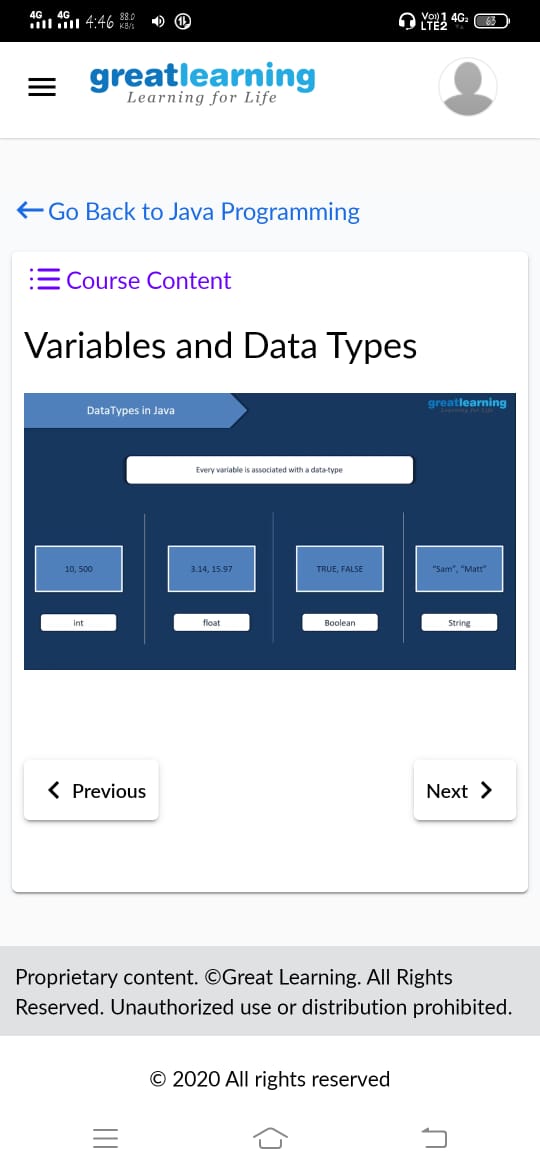 4G 4G 4:46 88.0 KB/s
Vo) 1 4G
LTE2 63
greatlearning
Learning for Life
Go Back to Java Programming
Course Content
Variables and Data Types
DataTypes in Java
greatlearning
Learning for Life
Every variable is associated with a data-type
10, 500
3.14, 15.97
TRUE, FALSE
"Sam", "Matt"
int
float
Boolean
String
Previous
Next
Proprietary content. ©Great Learning. All Rights
Reserved. Unauthorized use or distribution prohibited.
© 2020 All rights reserved